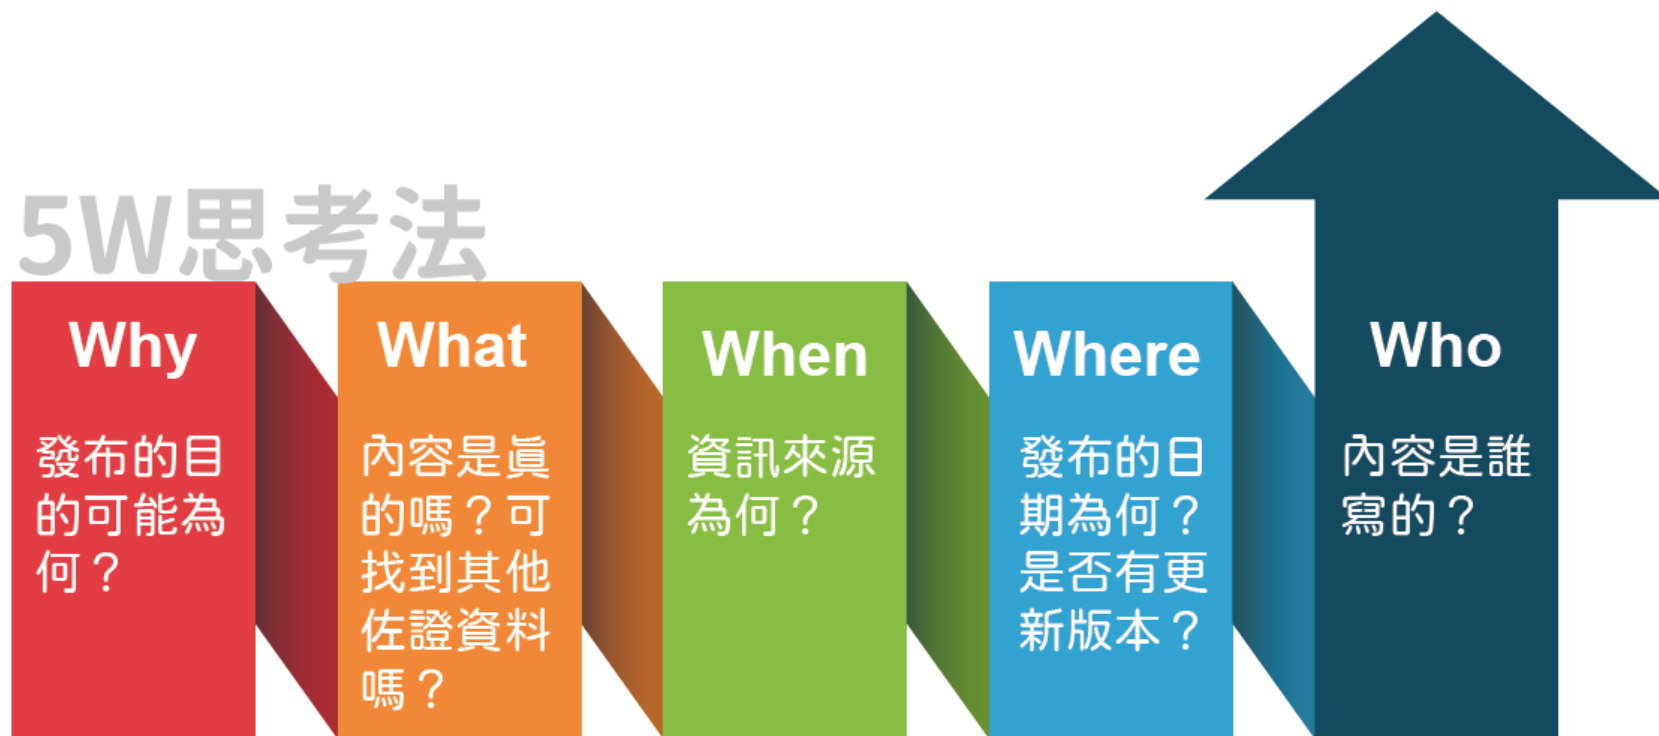 5W思考法
Why
發布的目
的可能為
何？
What
內容是真
的嗎？可
找到其他
佐證資料
嗎？
When
資訊來源
為何？
Where
發布的日
期為何？
是否有更
新版本？
Who
內容是誰
寫的？